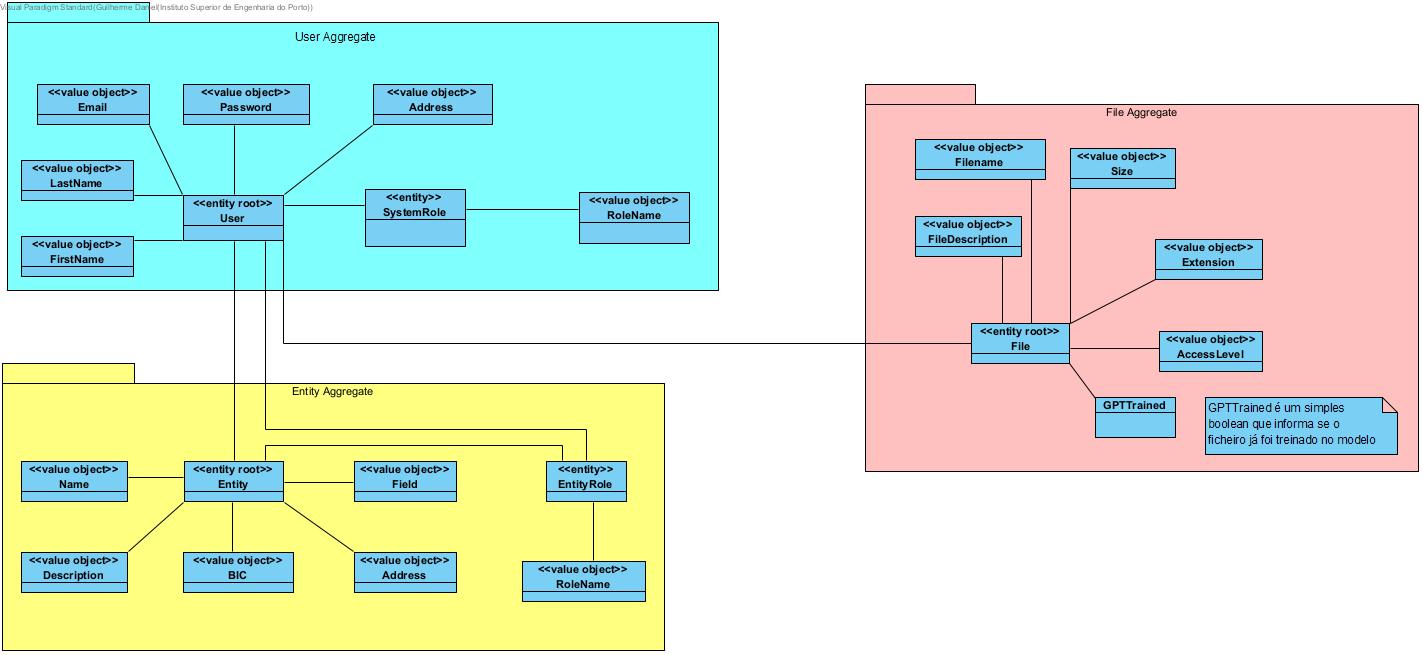 Visual Paradigm Standard(Guilherme Daniel(Instituto Superior de Engenharia do Porto))
User Aggregate
<<value object>>
Email
<<value object>>
Password
<<value object>>
Address
<<value object>>
LastName
<<entity root>>
User
<<entity>>
SystemRole
<<value object>>
RoleName
<<value object>>
FirstName
File Aggregate
<<value object>>
Filename
<<value object>>
Size
<<value object>>
FileDescription
<<value object>>
Extension
<<entity root>>
File
<<value object>>
AccessLevel
GPTTrained
GPTTrained é um simples
boolean que informa se o
ficheiro já foi treinado no modelo
Entity Aggregate
<<value object>>
Name
<<entity root>>
Entity
<<value object>>
Field
<<entity>>
EntityRole
<<value object>>
Description
<<value object>>
BIC
<<value object>>
Address
<<value object>>
RoleName